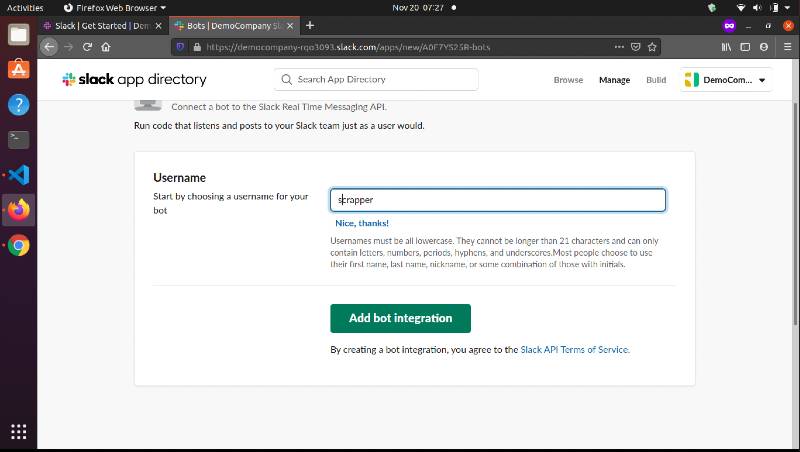 Activities
Firefox Web Browser
Nov 20 07:27
Slack | Get Started | Dem
Bots | DemoCompany Sl
https://democompany-rqo3093.slack.com/apps/new/A0F7YS25R-bots
slack app directory
Search App Directory
Browse
Manage
Build
DemoCom...
Connect a bot to the Slack Real Time Messaging API.
Run code that listens and posts to your Slack team just as a user would.
Username
Start by choosing a username for your
bot
scrapper
Nice, thanks!
Usernames must be all lowercase. They cannot be longer than 21 characters and can only
contain letters, numbers, periods, hyphens, and underscores.Most people choose to use
their first name, last name, nickname, or some combination of those with initials.
Add bot integration
By creating a bot integration, you agree to the Slack API Terms of Service.